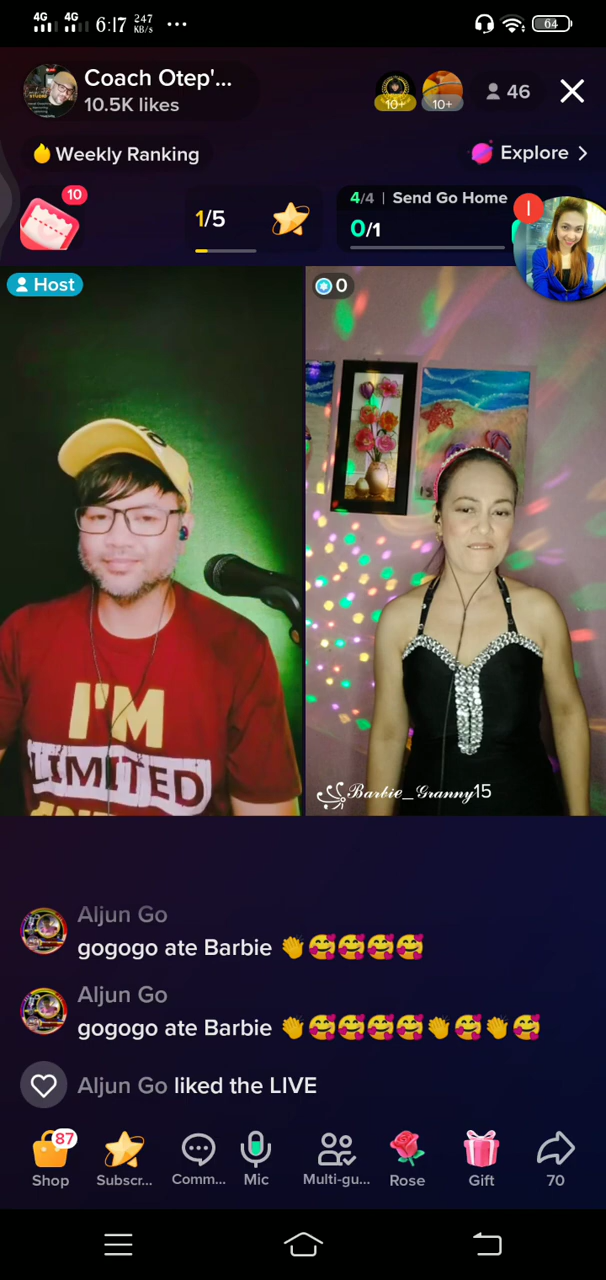 4G 4G 6:17 247 KB/s ... 64
Coach Otep'...
10.5K likes
10+ 10+ 46
Weekly Ranking
Explore >
10
1/5
4/4 | Send Go Home
0/1
Host
0
I'M
LIMITED
Barbie_Granny15
Aljun Go
gogogo ate Barbie 👏🥰🥰🥰🥰
Aljun Go
gogogo ate Barbie 👏🥰🥰🥰🥰👏🥰👏🥰
Aljun Go liked the LIVE
87
Shop Subscr... Comm... Mic Multi-gu... Rose Gift 70